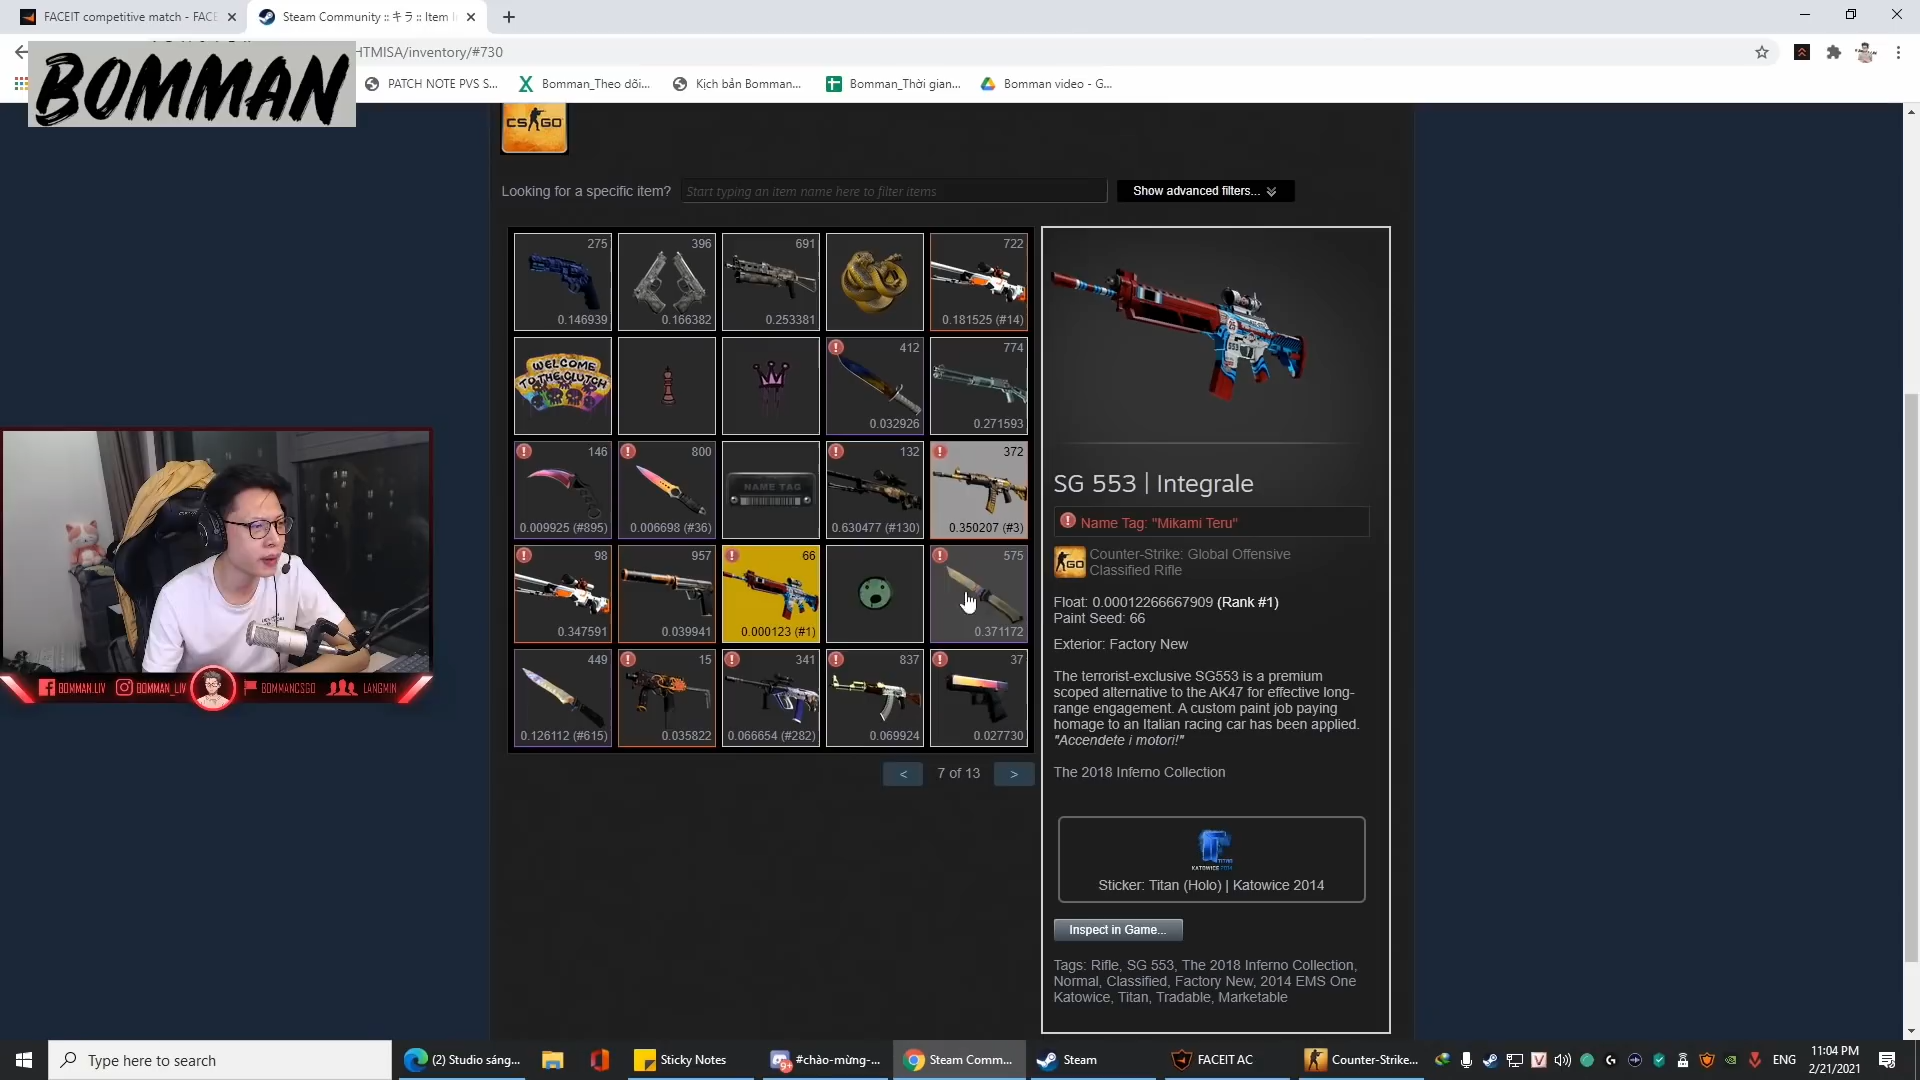 FACEIT competitive match - FACE
Steam Community :: キラ :: Item In
HTMISA/inventory/#730
BOMMAN
PATCH NOTE PVS S...
Bomman_Theo dõi...
Kịch bản Bomman...
Bomman_Thời gian...
Bomman video - G...
CS GO
Looking for a specific item?
Start typing an item name here to filter items
Show advanced filters...
275
396
691
722
0.146939
0.166382
0.253381
0.181525 (#14)
WELCOME
TO THE CLUTCH
412
774
0.032926
0.271593
146
800
NAME TAG
132
372
0.009925 (#895)
0.006698 (#36)
0.630477 (#130)
0.350207 (#3)
98
957
66
575
0.347591
0.039941
0.000123 (#1)
0.371172
449
15
341
837
37
0.126112 (#615)
0.035822
0.066654 (#282)
0.069924
0.027730
<
7 of 13
>
SG 553 | Integrale
Name Tag: "Mikami Teru"
Counter-Strike: Global Offensive
Classified Rifle
Float: 0.00012266667909 (Rank #1)
Paint Seed: 66
Exterior: Factory New
The terrorist-exclusive SG553 is a premium
scoped alternative to the AK47 for effective long-
range engagement. A custom paint job paying
homage to an Italian racing car has been applied.
"Accendete i motori!"
The 2018 Inferno Collection
TITAN
KATOWICE 2014
Sticker: Titan (Holo) | Katowice 2014
Inspect in Game...
Tags: Rifle, SG 553, The 2018 Inferno Collection,
Normal, Classified, Factory New, 2014 EMS One
Katowice, Titan, Tradable, Marketable
BOMMAN.LIV
BOMMAN_LIV
BOMMANCSGO
LANGMIN
Type here to search
(2) Studio sáng...
Sticky Notes
#chào-mừng-...
Steam Comm...
Steam
FACEIT AC
Counter-Strike...
ENG
11:04 PM
2/21/2021